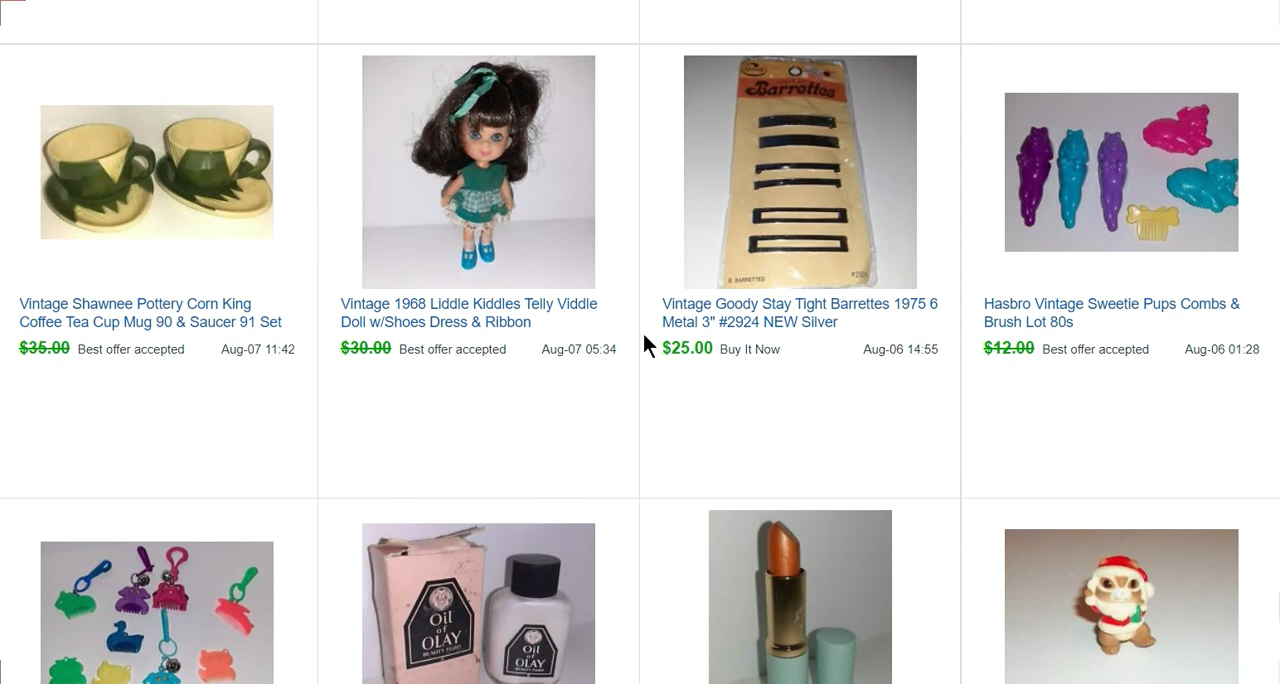 Barrettes
6 BARRETTES
Vintage Shawnee Pottery Corn King
Coffee Tea Cup Mug 90 & Saucer 91 Set
$35.00 Best offer accepted Aug-07 11:42
Vintage 1968 Liddle Kiddles Telly Viddle
Doll w/Shoes Dress & Ribbon
$30.00 Best offer accepted Aug-07 05:34
Vintage Goody Stay Tight Barrettes 1975 6
Metal 3" #2924 NEW Silver
$25.00 Buy It Now Aug-06 14:55
Hasbro Vintage Sweetie Pups Combs &
Brush Lot 80s
$12.00 Best offer accepted Aug-06 01:28
Oil
of
OLAY
BEAUTY FLUID
Oil
of
OLAY